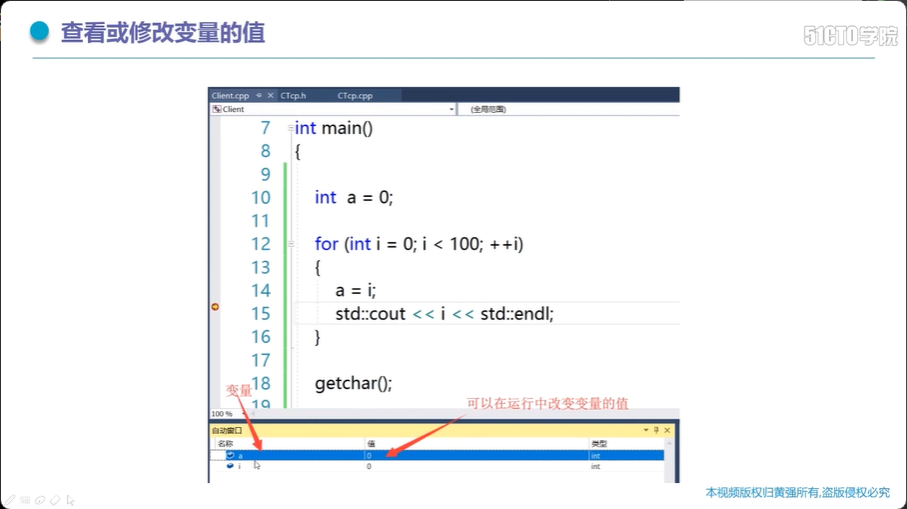 查看或修改变量的值
51CTO学院
Client.cpp CTcp.h CTcp.cpp
Client (全局范围)
7 int main()
8 {
9
10 int a = 0;
11
12 for (int i = 0; i < 100; ++i)
13 {
14 a = i;
15 std::cout << i << std::endl;
16 }
17
18 getchar();
19
变量
可以在运行中改变变量的值
100 %
自动窗口
名称 值 类型
a 0 int
i 0 int
本视频版权归黄强所有,盗版侵权必究